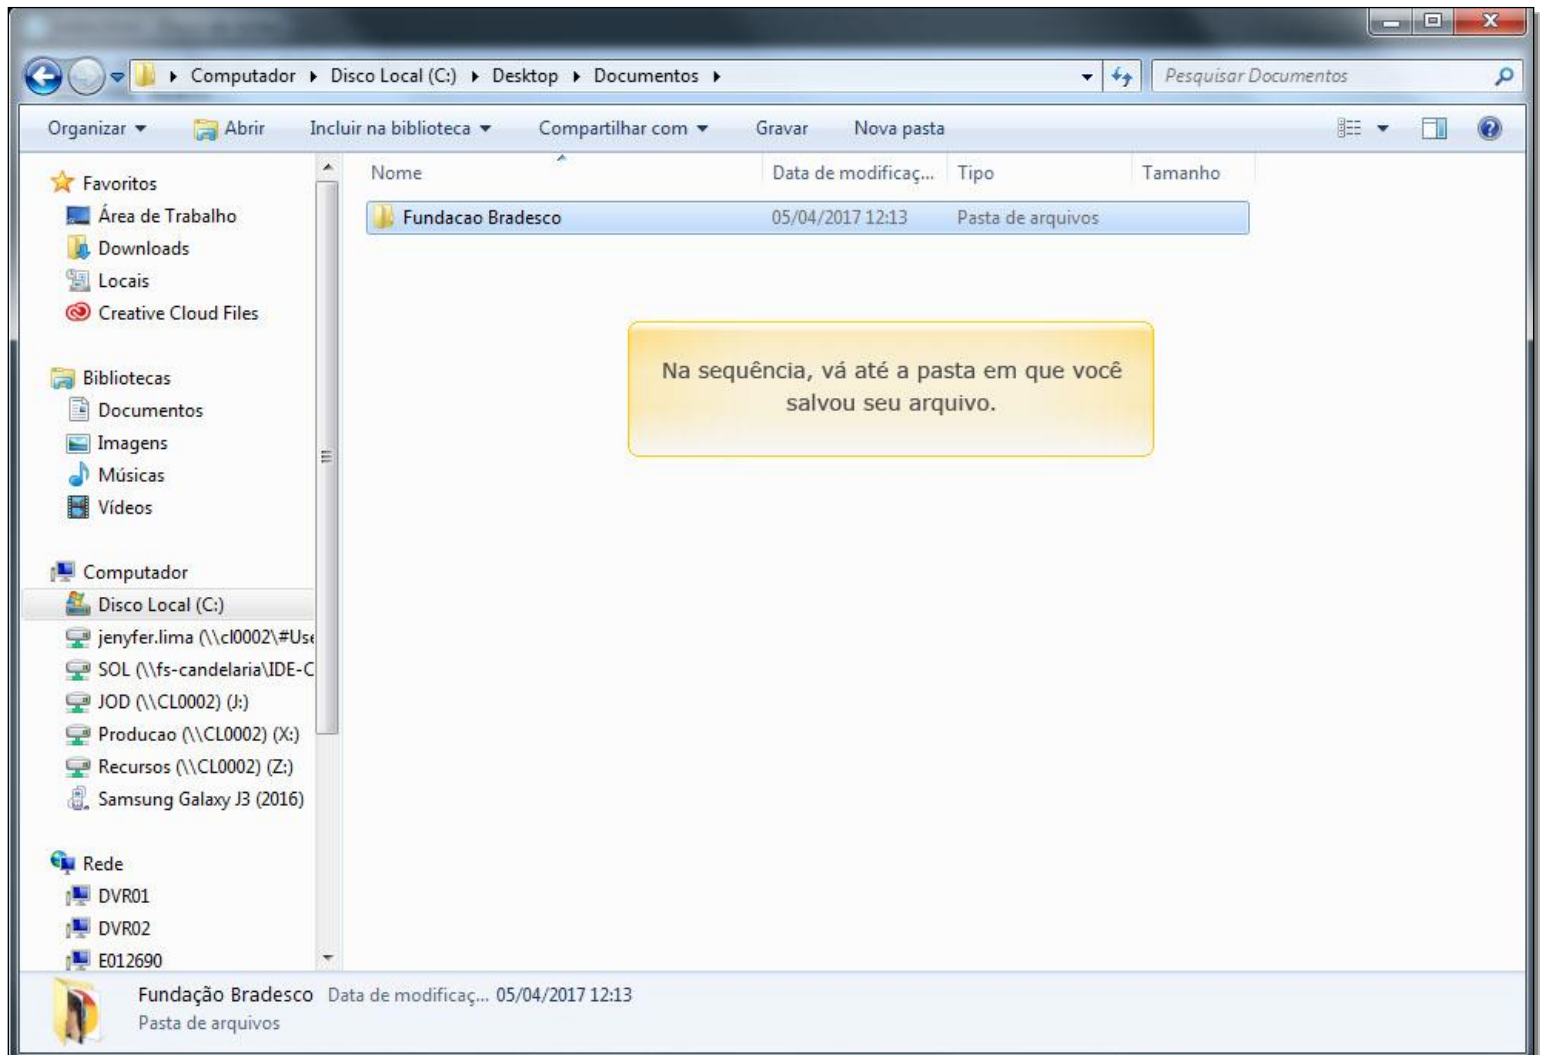 Computador Disco Local (C:) Desktop Documentos
Pesquisar Documentos
Organizar Abrir Incluir na biblioteca Compartilhar com Gravar Nova pasta
Nome Data de modificaç... Tipo Tamanho
Fundacao Bradesco 05/04/2017 12:13 Pasta de arquivos
Favoritos
Área de Trabalho
Downloads
Locais
Creative Cloud Files
Bibliotecas
Documentos
Imagens
Músicas
Vídeos
Computador
Disco Local (C:)
jenyfer.lima (\\cl0002\#Use
SOL (\\fs-candelaria\IDE-C
JOD (\\CL0002) (J:)
Producao (\\CL0002) (X:)
Recursos (\\CL0002) (Z:)
Samsung Galaxy J3 (2016)
Rede
DVR01
DVR02
E012690
Na sequência, vá até a pasta em que você
salvou seu arquivo.
Fundação Bradesco Data de modificaç... 05/04/2017 12:13
Pasta de arquivos